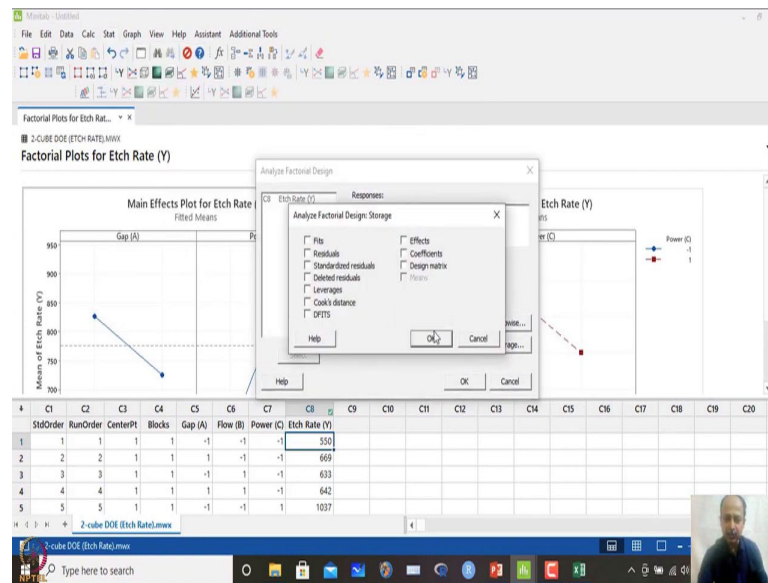 Minitab - Untitled
File Edit Data Calc Stat Graph View Help Assistant Additional Tools
Factorial Plots for Etch Rat...
2-CUBE DOE (ETCH RATE).MWX
Factorial Plots for Etch Rate (Y)
Analyze Factorial Design
C8 Etch Rate (Y)
Responses:
Analyze Factorial Design: Storage
Fits
Residuals
Standardized residuals
Deleted residuals
Leverages
Cook's distance
DFITS
Effects
Coefficients
Design matrix
Means
Help
Cancel
Help OK Cancel
Main Effects Plot for Etch Rate
Fitted Means
Gap (A)
Mean of Etch Rate (Y)
950
900
850
800
750
700
Etch Rate (Y)
Power (C)
-1
1
C1 C2 C3 C4 C5 C6 C7 C8 C9 C10 C11 C12 C13 C14 C15 C16 C17 C18 C19 C20
StdOrder RunOrder CenterPt Blocks Gap (A) Flow (B) Power (C) Etch Rate (Y)
1 1 1 1 1 -1 -1 -1 550
2 2 2 1 1 1 -1 -1 669
3 3 3 1 1 -1 1 -1 633
4 4 4 1 1 1 1 -1 642
5 5 5 1 1 -1 -1 1 1037
2-cube DOE (Etch Rate).mwx
2-cube DOE (Etch Rate).mwx
Type here to search
NPTEL